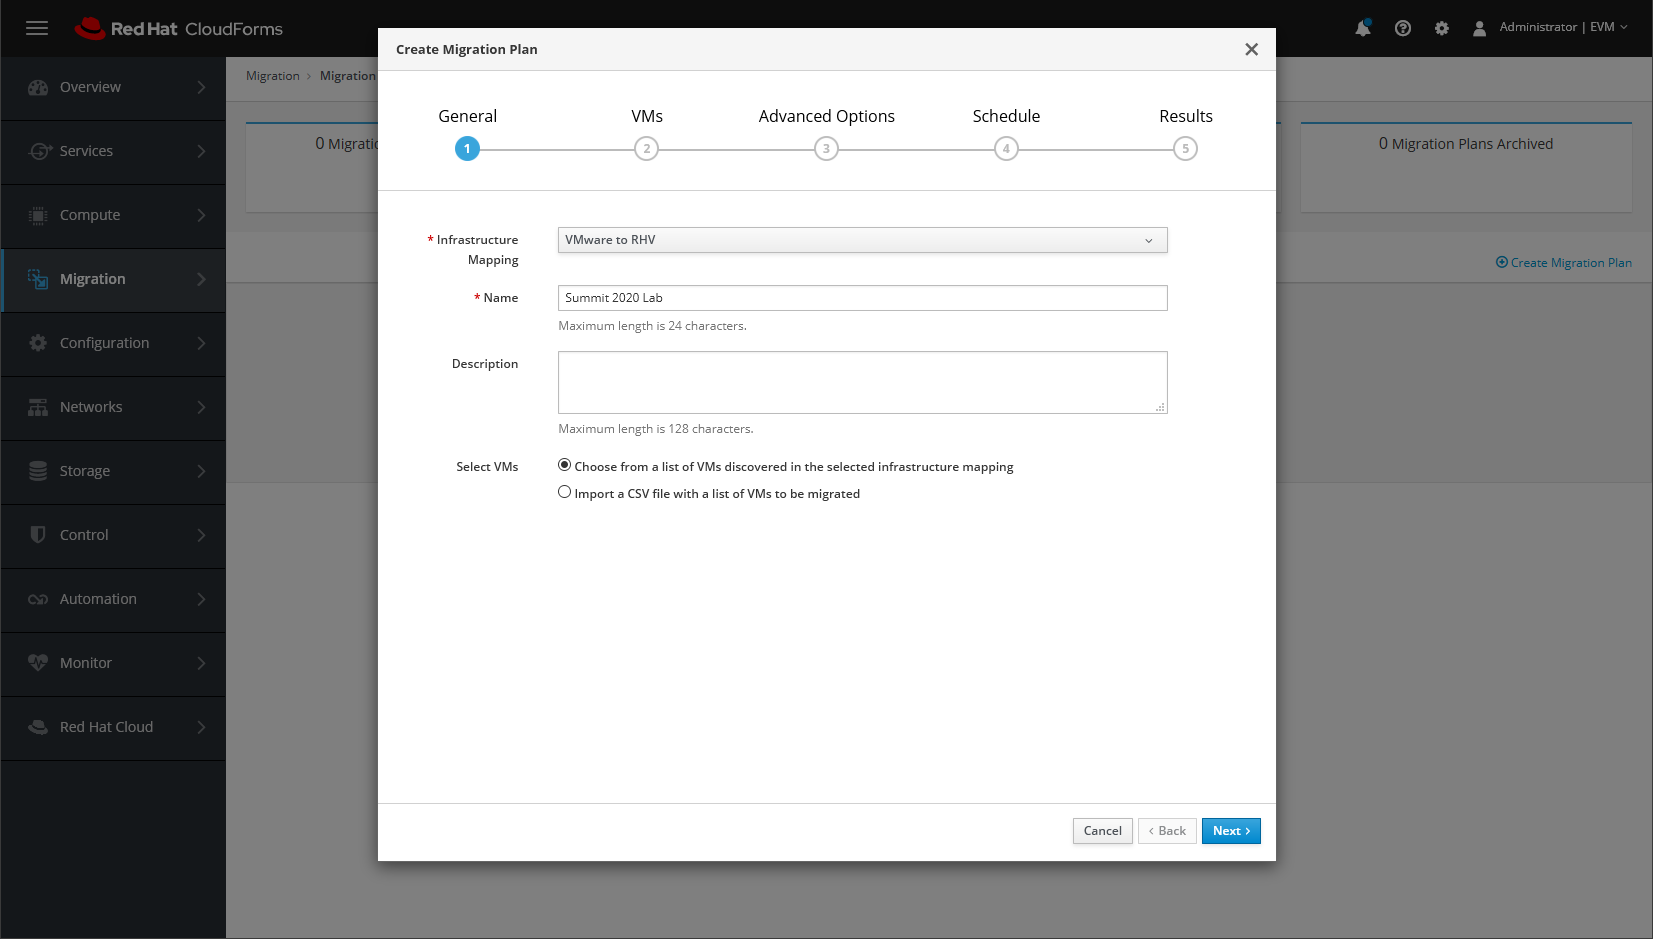 Red Hat CloudForms
Administrator | EVM
Overview
Services
Compute
Migration
Configuration
Networks
Storage
Control
Automation
Monitor
Red Hat Cloud
Migration > Migration
0 Migratio
0 Migration Plans Archived
Create Migration Plan
Create Migration Plan
General
VMs
Advanced Options
Schedule
Results
1
2
3
4
5
* Infrastructure
Mapping
VMware to RHV
* Name
Summit 2020 Lab
Maximum length is 24 characters.
Description
Maximum length is 128 characters.
Select VMs
Choose from a list of VMs discovered in the selected infrastructure mapping
Import a CSV file with a list of VMs to be migrated
Cancel
< Back
Next >